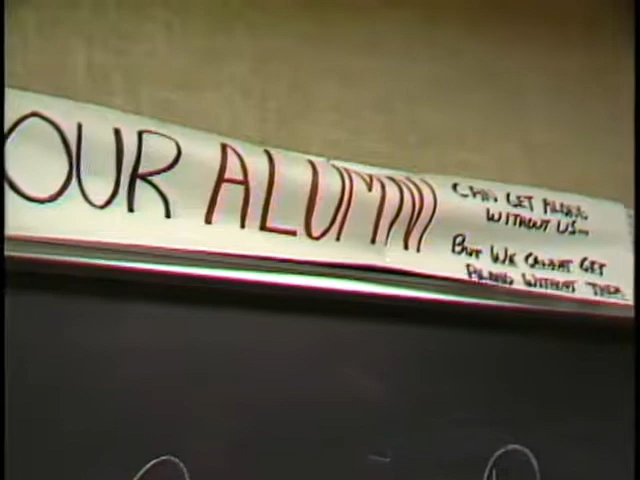 OUR ALUMNI
CAN GET ALONG
WITHOUT US...
BUT WE CANNOT GET
ALONG WITHOUT THEM.